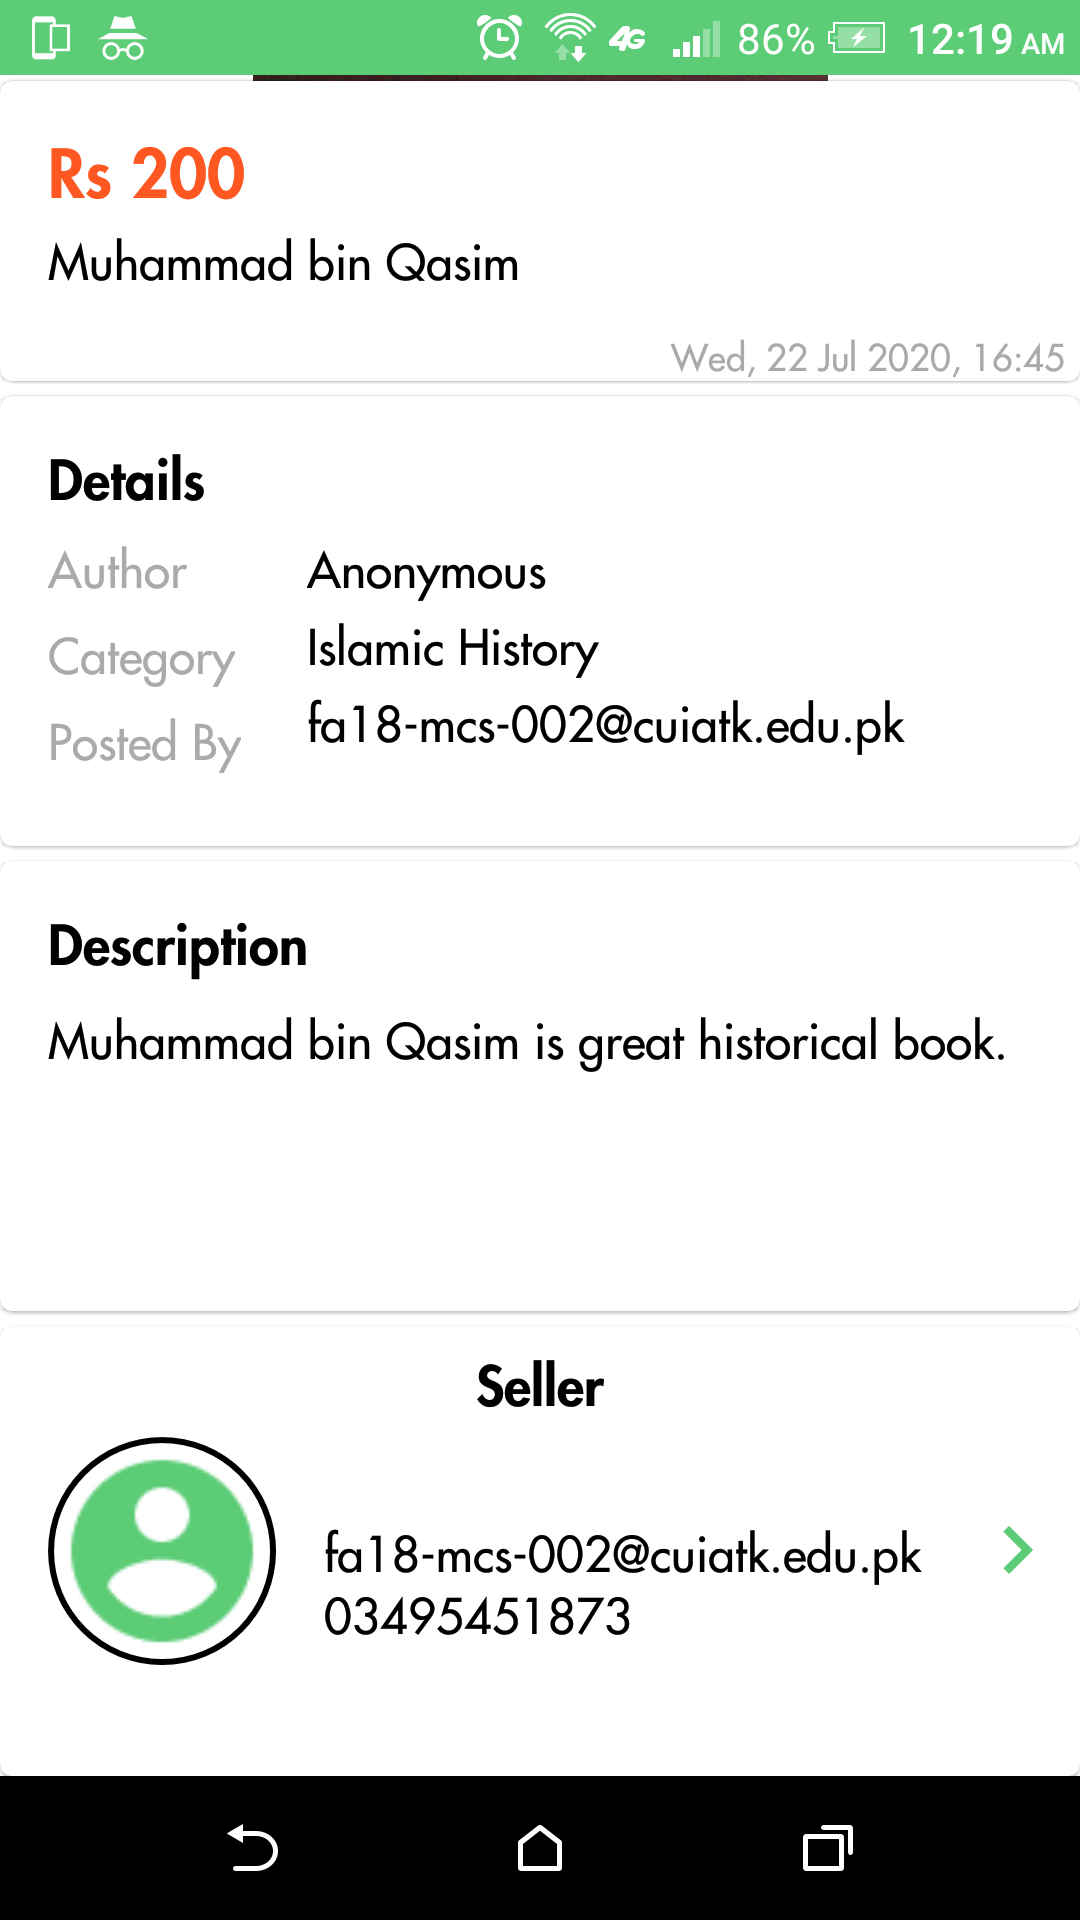 4G 86% 12:19 AM
Rs 200
Muhammad bin Qasim
Wed, 22 Jul 2020, 16:45
Details
Author Anonymous
Category Islamic History
Posted By fa18-mcs-002@cuiatk.edu.pk
Description
Muhammad bin Qasim is great historical book.
Seller
fa18-mcs-002@cuiatk.edu.pk
03495451873